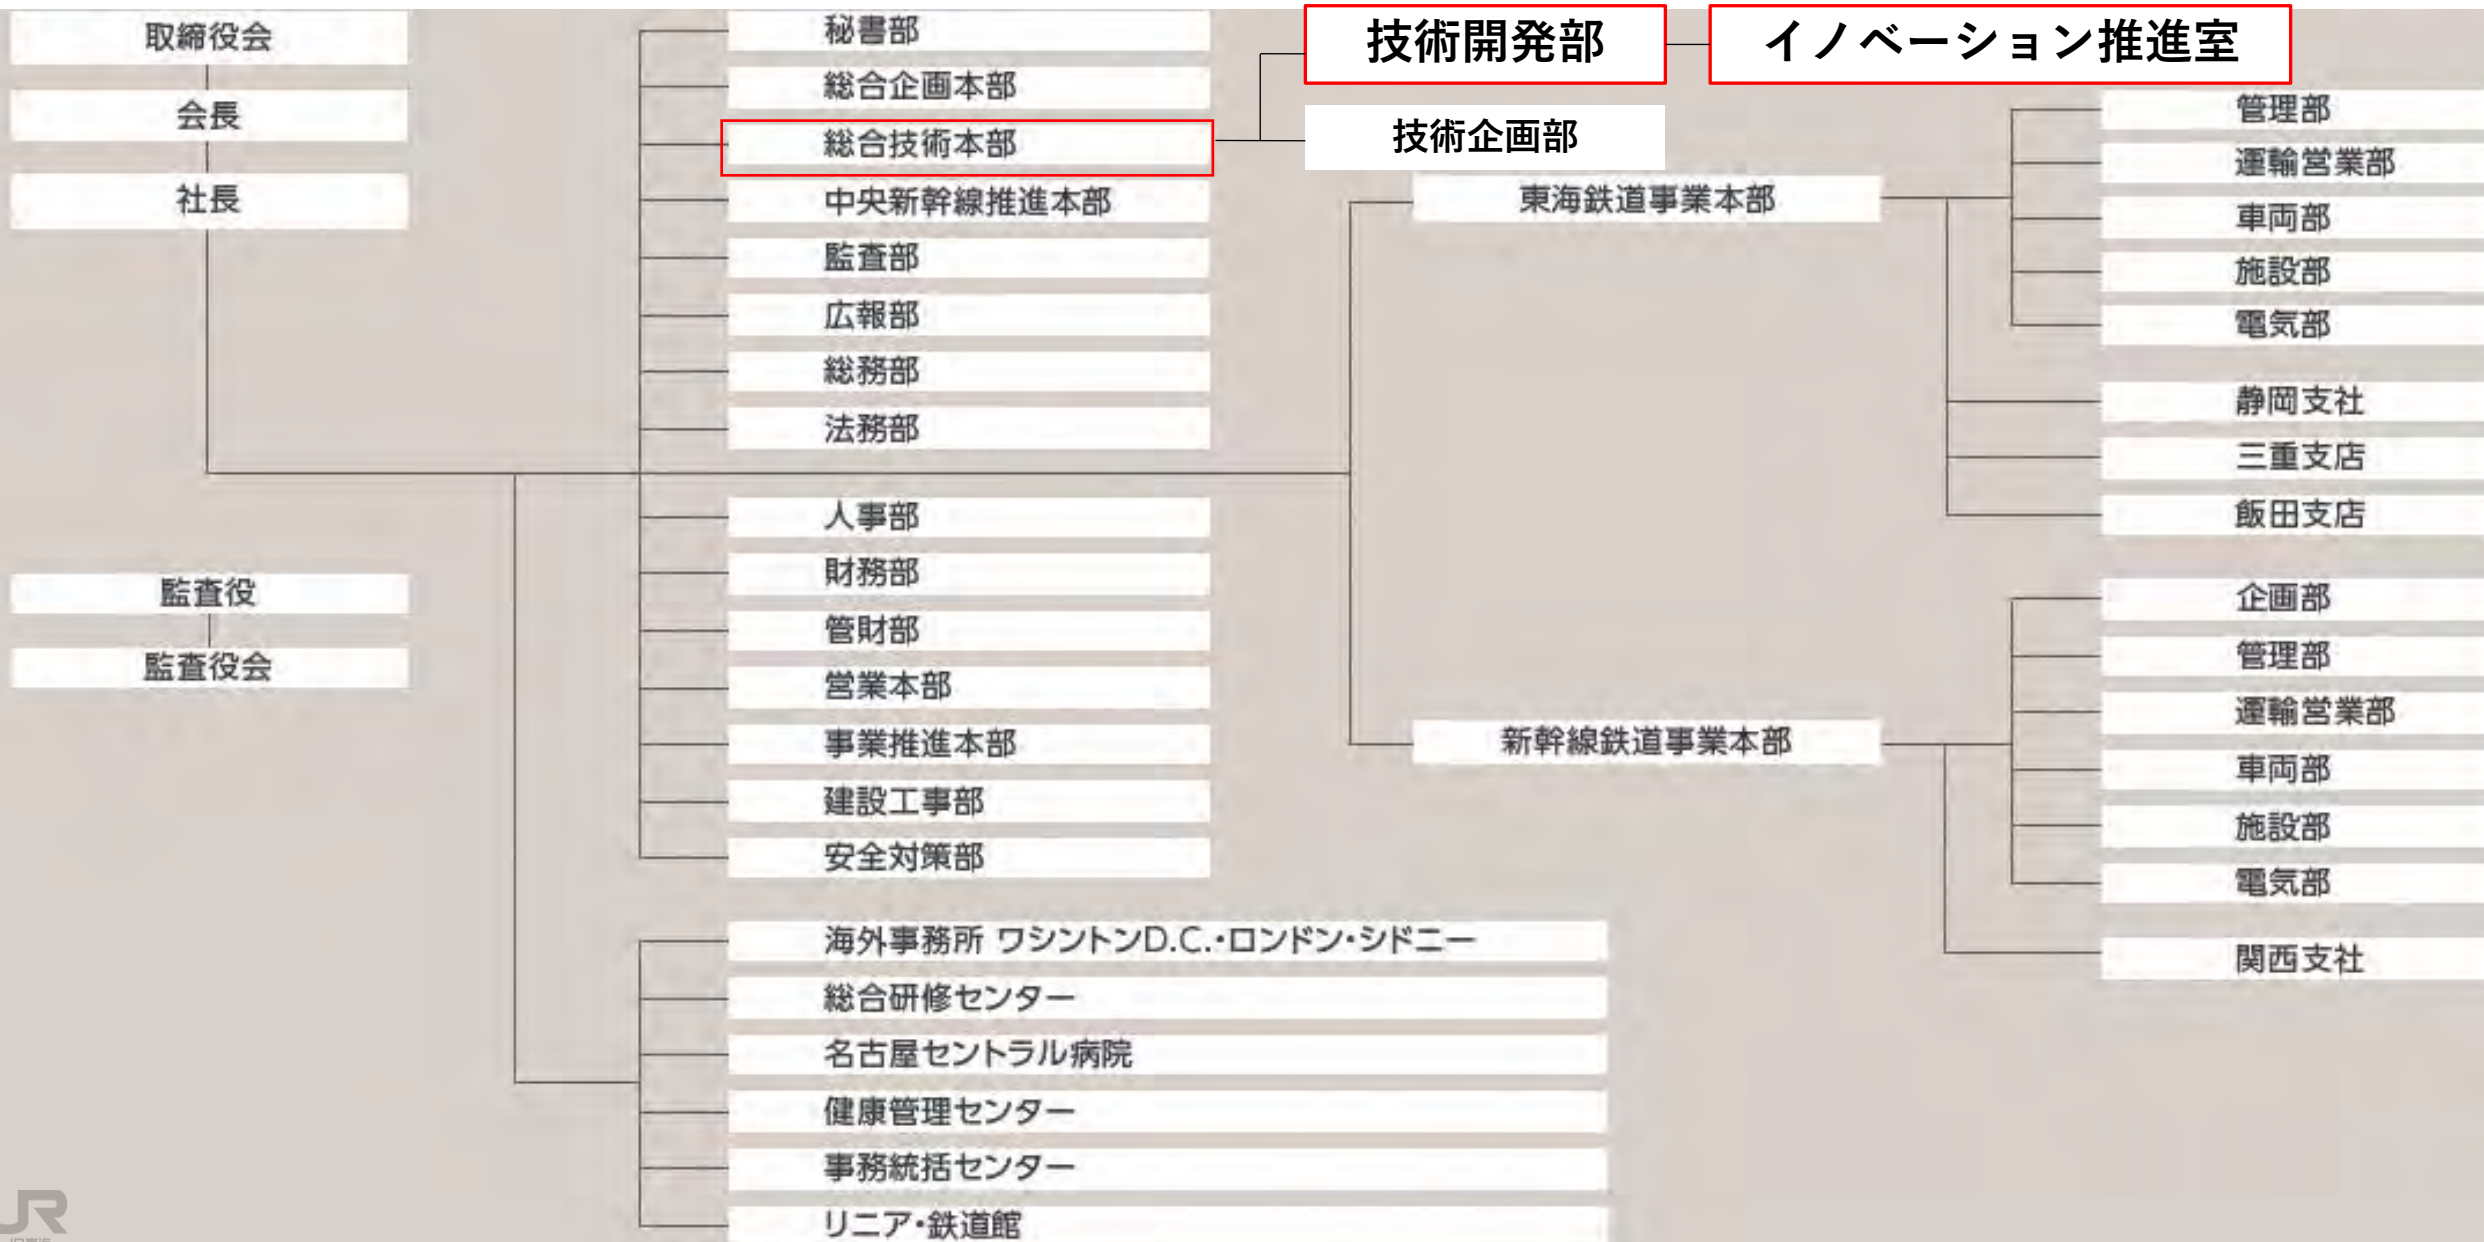 取締役会
会長
社長
監査役
監査役会
秘書部
総合企画本部
総合技術本部
中央新幹線推進本部
監査部
広報部
総務部
法務部
人事部
財務部
管財部
営業本部
事業推進本部
建設工事部
安全対策部
海外事務所 ワシントンD.C.・ロンドン・シドニー
総合研修センター
名古屋セントラル病院
健康管理センター
事務統括センター
リニア・鉄道館
技術開発部
イノベーション推進室
技術企画部
東海鉄道事業本部
管理部
運輸営業部
車両部
施設部
電気部
静岡支社
三重支店
飯田支店
新幹線鉄道事業本部
企画部
管理部
運輸営業部
車両部
施設部
電気部
関西支社
JR